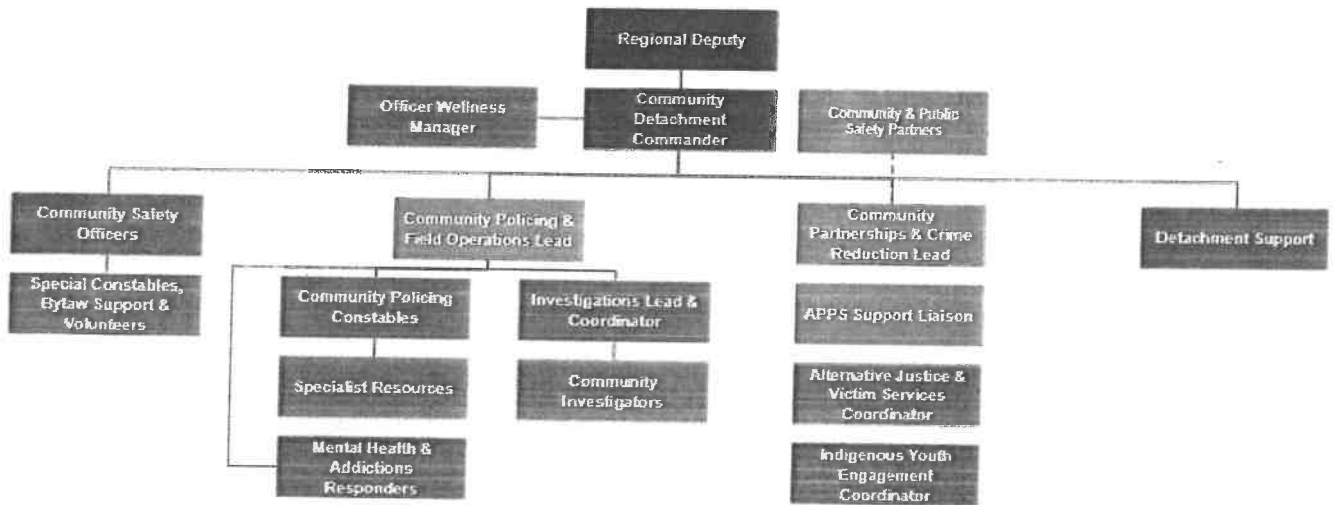 Regional Deputy
Officer Wellness
Manager
Community
Detachment
Commander
Community & Public
Safety Partners
Community Safety
Officers
Community Policing &
Field Operations Lead
Community
Partnerships & Crime
Reduction Lead
Detachment Support
Special Constables,
Bylaw Support &
Volunteers
Community Policing
Constables
Investigations Lead &
Coordinator
APPS Support Liaison
Specialist Resources
Community
Investigators
Alternative Justice &
Victim Services
Coordinator
Mental Health &
Addictions
Responders
Indigenous Youth
Engagement
Coordinator